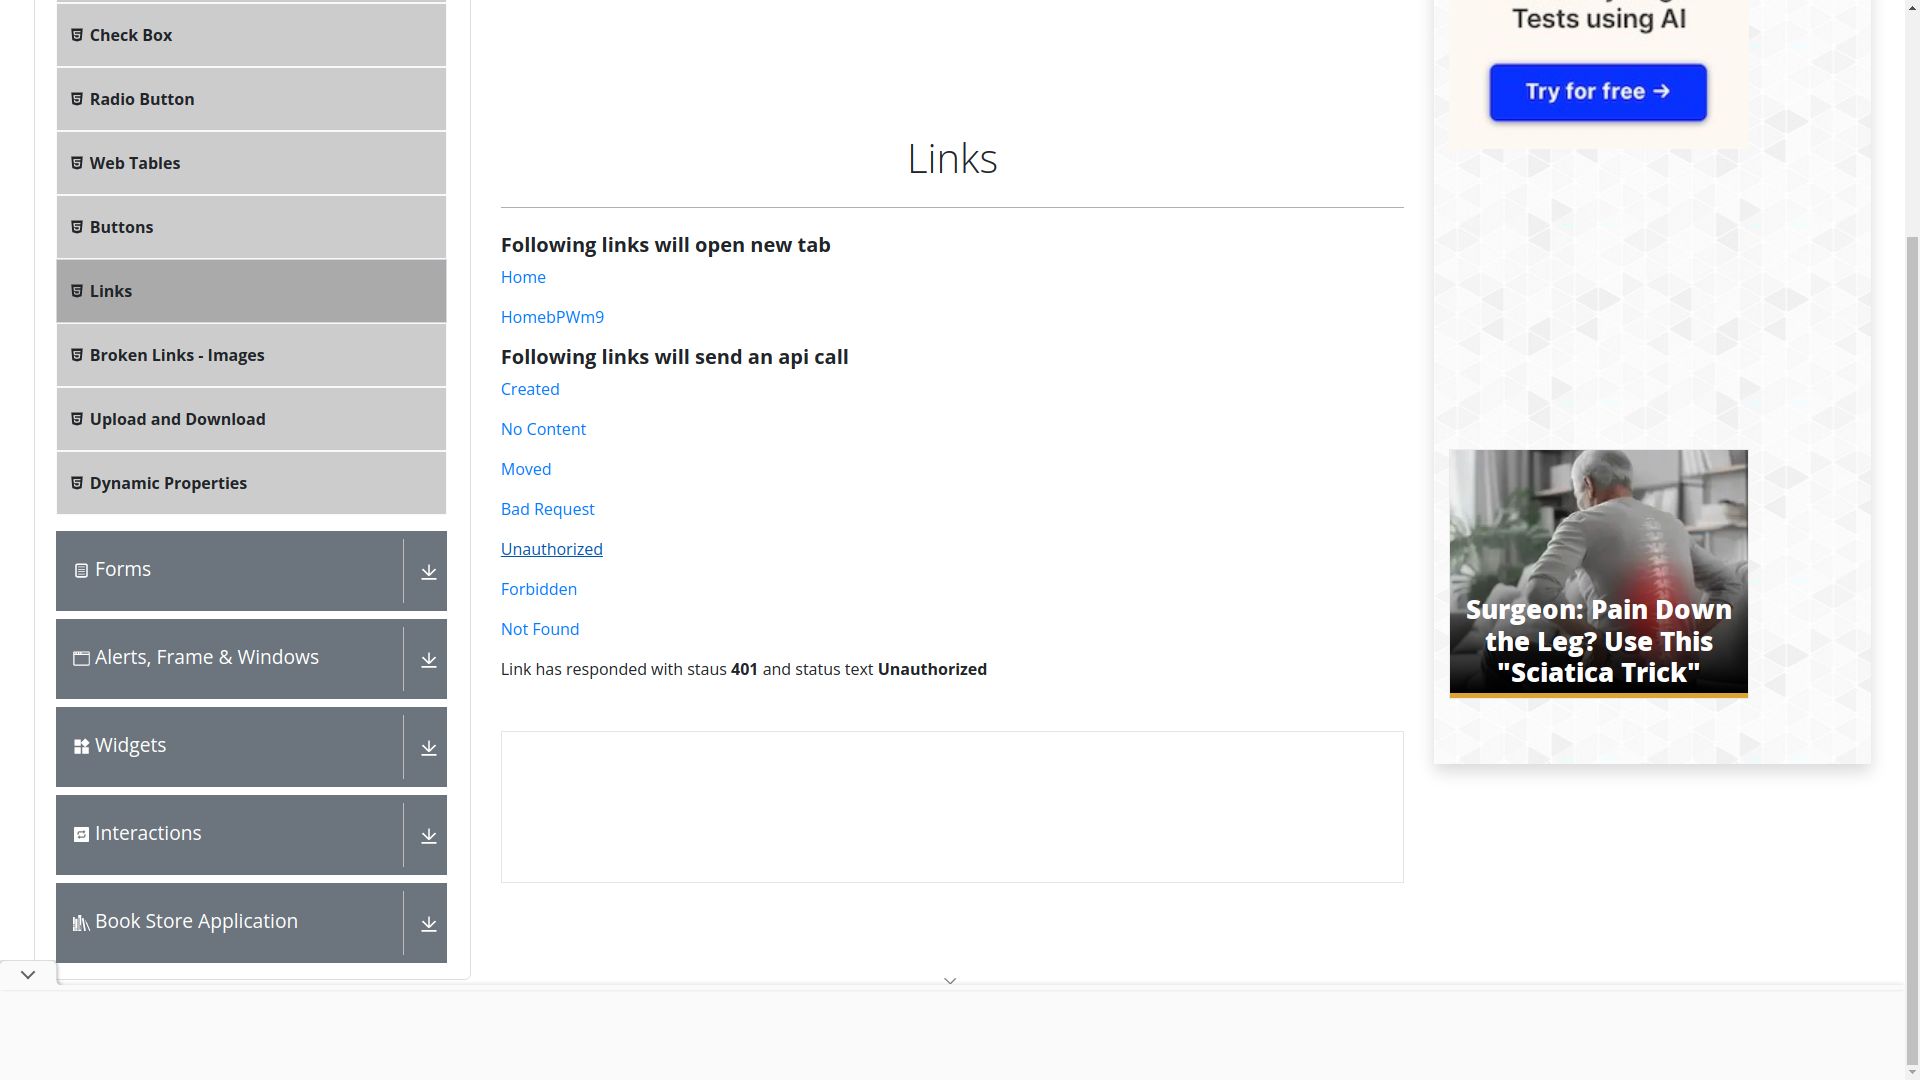 Check Box
Radio Button
Web Tables
Buttons
Links
Broken Links - Images
Upload and Download
Dynamic Properties
Forms
Alerts, Frame & Windows
Widgets
Interactions
Book Store Application
Links
Following links will open new tab
Home
HomebPWm9
Following links will send an api call
Created
No Content
Moved
Bad Request
Unauthorized
Forbidden
Not Found
Link has responded with staus 401 and status text Unauthorized
Tests using AI
Try for free →
Surgeon: Pain Down
the Leg? Use This
"Sciatica Trick"